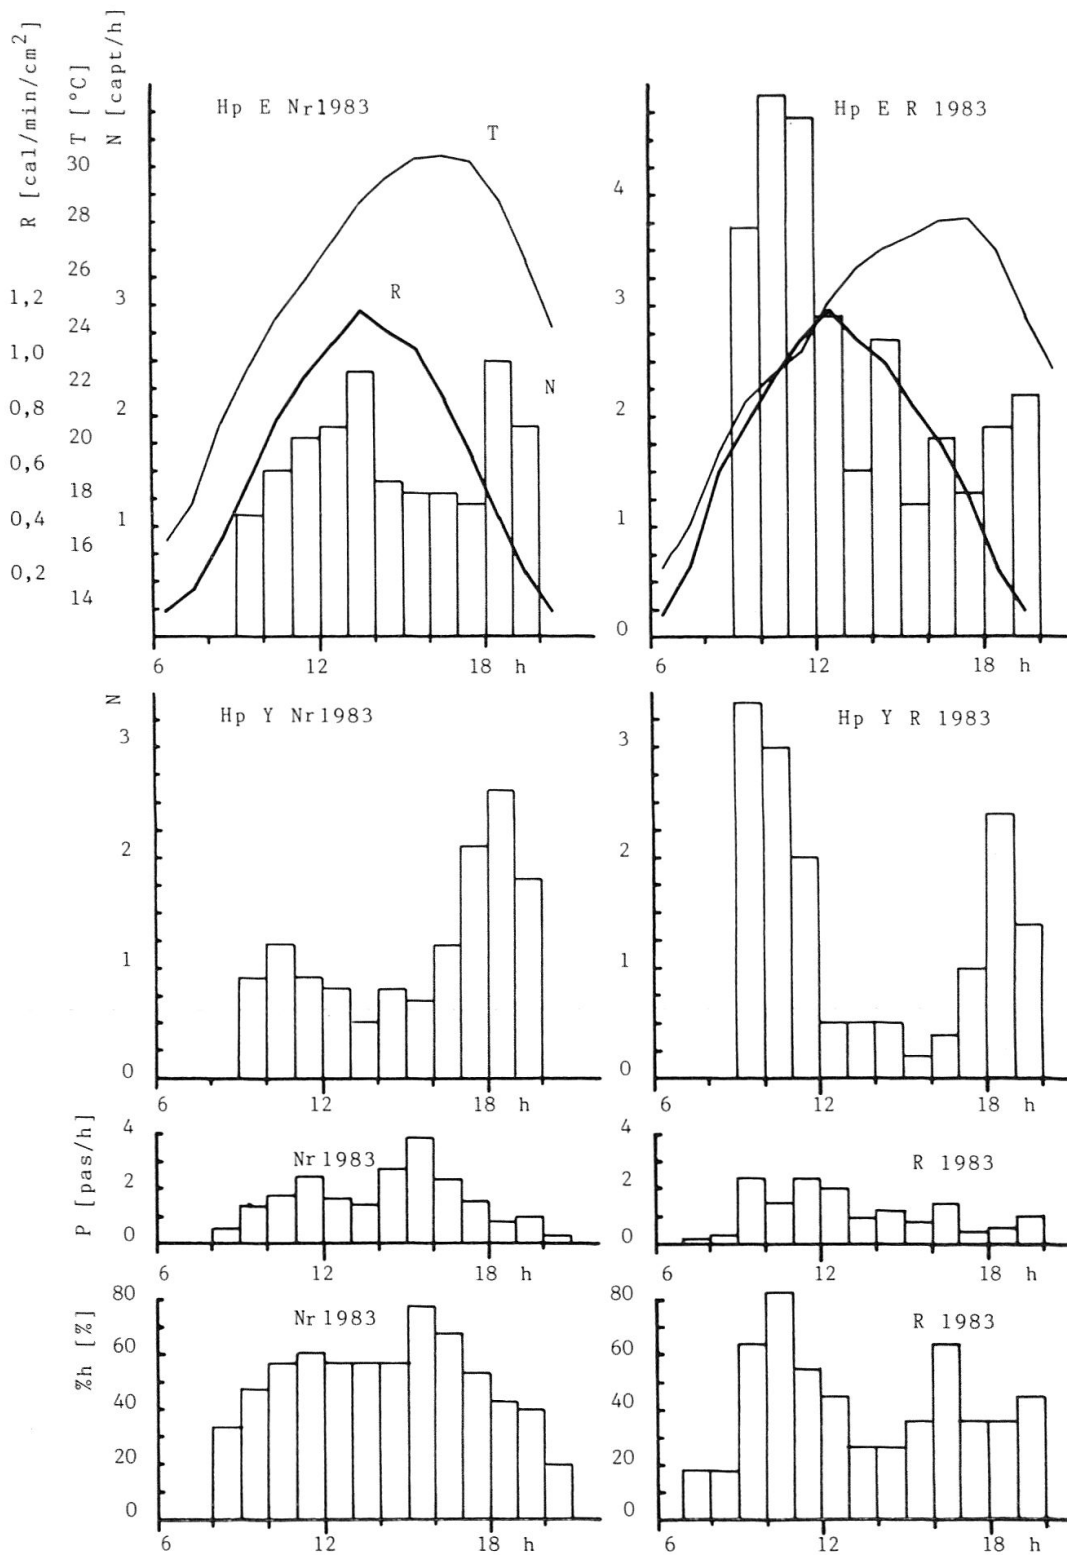 R [cal/min/cm²]
T [°C]
N [capt/h]
Hp E Nr1983
Hp E R 1983
T
R
N
30
28
26
24
22
20
18
16
14
1,2
1,0
0,8
0,6
0,4
0,2
3
2
1
4
3
2
1
0
6 12 18 h
6 12 18 h
N
Hp Y Nr1983
Hp Y R 1983
3
2
1
0
3
2
1
0
6 12 18 h
6 12 18 h
P [pas/h]
Nr1983
R 1983
4
2
0
4
2
0
6 12 18 h
6 12 18 h
%h [%]
Nr1983
R 1983
80
60
40
20
0
80
60
40
20
0
6 12 18 h
6 12 18 h